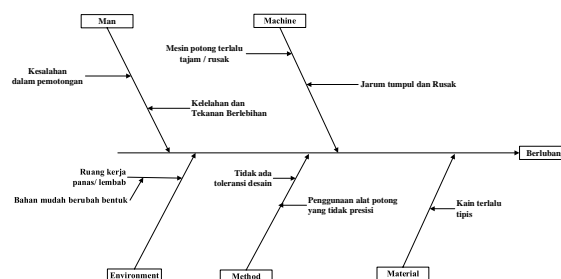 Man
Machine
Mesin potong terlalu
tajam / rusak
Kesalahan
dalam pemotongan
Jarum tumpul dan Rusak
Kelelahan dan
Tekanan Berlebihan
Berluban
Ruang kerja
panas/ lembab
Tidak ada
toleransi desain
Bahan mudah berubah bentuk
Penggunaan alat potong
yang tidak presisi
Kain terlalu
tipis
Environment
Method
Material